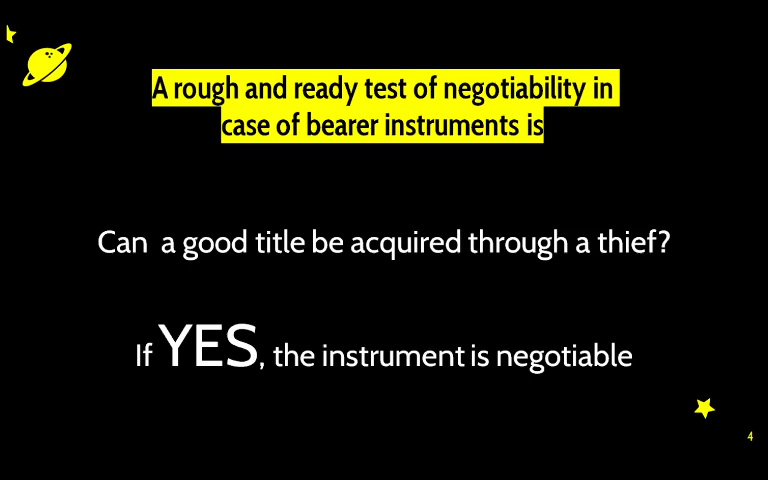 A rough and ready test of negotiability in
case of bearer instruments is
Can a good title be acquired through a thief?
If YES, the instrument is negotiable
4